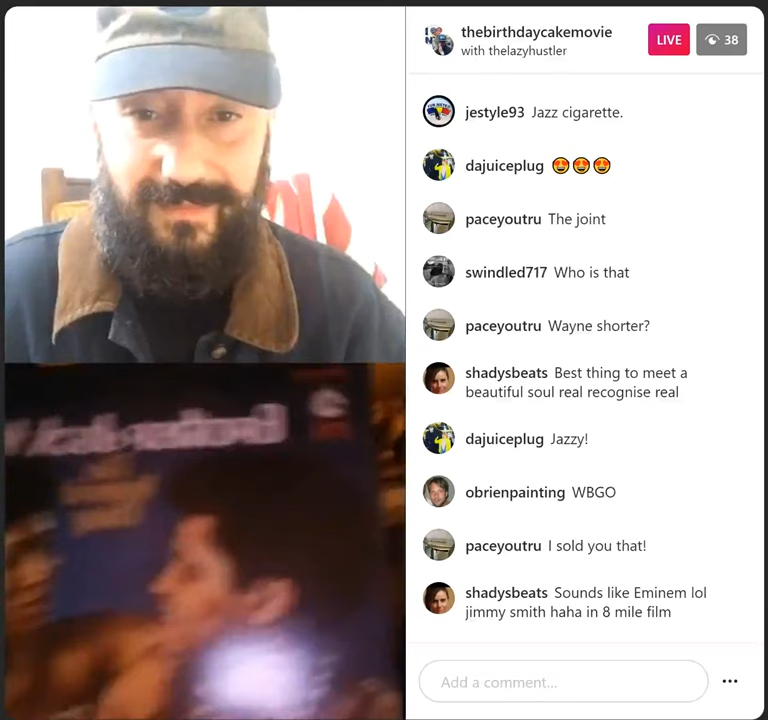 thebirthdaycakemovie
with thelazyhustler
LIVE
38
jestyle93 Jazz cigarette.
dajuiceplug 😍😍😍
paceyoutru The joint
swindled717 Who is that
paceyoutru Wayne shorter?
shadysbeats Best thing to meet a
beautiful soul real recognise real
dajuiceplug Jazzy!
obrienpainting WBGO
paceyoutru I sold you that!
shadysbeats Sounds like Eminem lol
jimmy smith haha in 8 mile film
Add a comment...